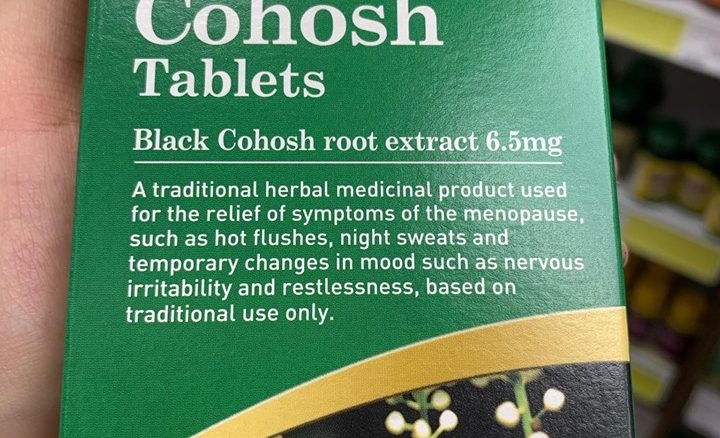 Cohosh
Tablets
Black Cohosh root extract 6.5mg
A traditional herbal medicinal product used
for the relief of symptoms of the menopause,
such as hot flushes, night sweats and
temporary changes in mood such as nervous
irritability and restlessness, based on
traditional use only.